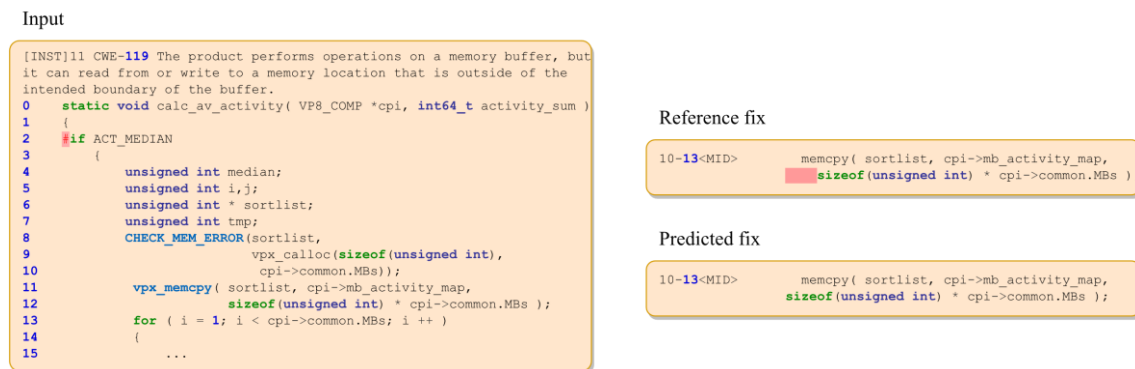 Input
[INST]11 CWE-119 The product performs operations on a memory buffer, but
it can read from or write to a memory location that is outside of the
intended boundary of the buffer.
0 static void calc_av_activity( VP8_COMP *cpi, int64_t activity_sum )
1 {
2 #if ACT_MEDIAN
3 {
4 unsigned int median;
5 unsigned int i,j;
6 unsigned int * sortlist;
7 unsigned int tmp;
8 CHECK_MEM_ERROR(sortlist,
9 vpx_calloc(sizeof(unsigned int),
10 cpi->common.MBs));
11 vpx_memcpy( sortlist, cpi->mb_activity_map,
12 sizeof(unsigned int) * cpi->common.MBs );
13 for ( i = 1; i < cpi->common.MBs; i ++ )
14 {
15 ...
Reference fix
10-13<MID> memcpy( sortlist, cpi->mb_activity_map,
sizeof(unsigned int) * cpi->common.MBs )
Predicted fix
10-13<MID> memcpy( sortlist, cpi->mb_activity_map,
sizeof(unsigned int) * cpi->common.MBs );